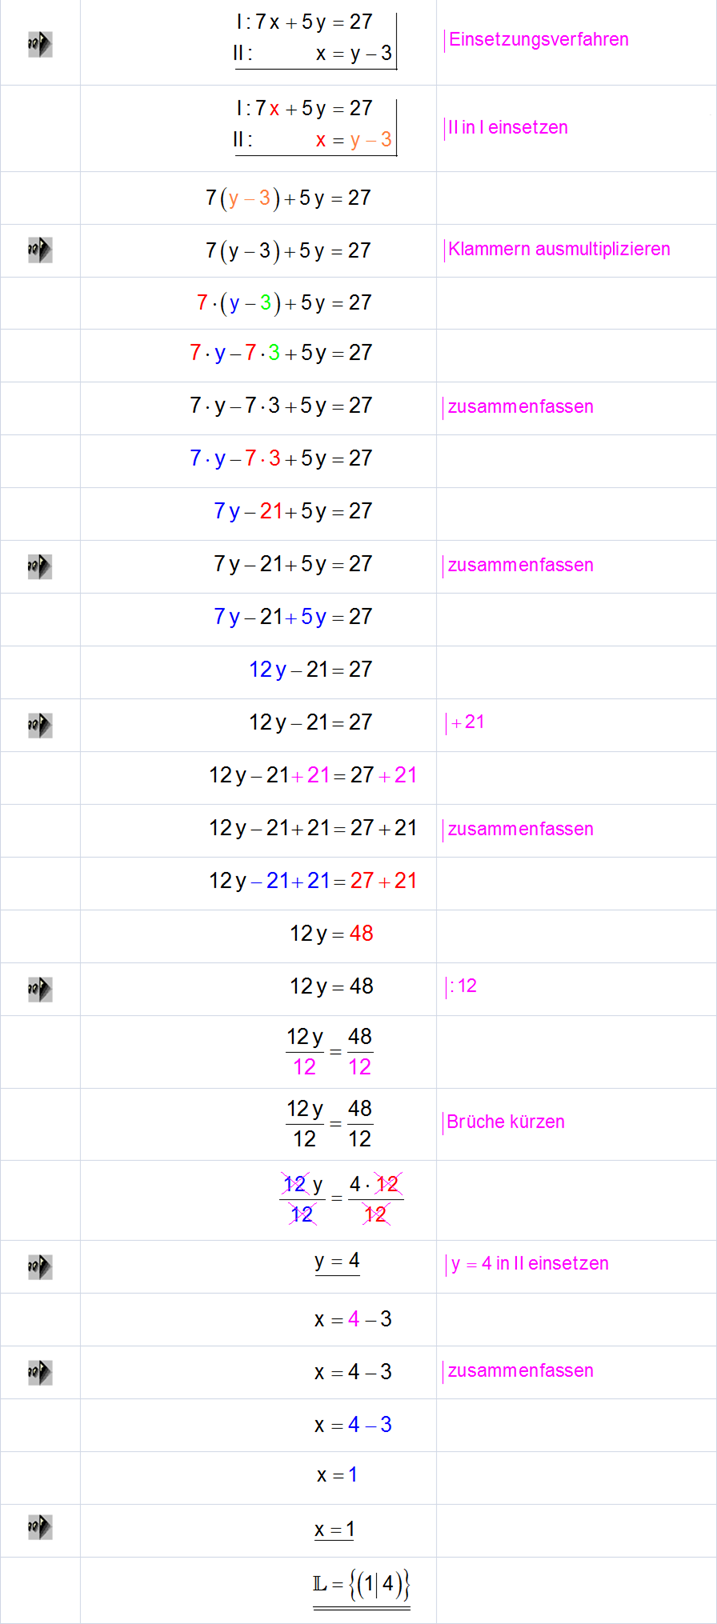 I: 7x + 5y = 27
|Einsetzungsverfahren
II: x = y − 3
I: 7x + 5y = 27
|II in I einsetzen
II: x = y − 3
7(y − 3) + 5y = 27
7(y − 3) + 5y = 27 |Klammern ausmultiplizieren
7·(y − 3) + 5y = 27
7·y − 7·3 + 5y = 27
7·y − 7·3 + 5y = 27 |zusammenfassen
7·y − 7·3 + 5y = 27
7y − 21 + 5y = 27
7y − 21 + 5y = 27 |zusammenfassen
7y − 21 + 5y = 27
12y − 21 = 27
12y − 21 = 27 |+ 21
12y − 21 + 21 = 27 + 21
12y − 21 + 21 = 27 + 21 |zusammenfassen
12y − 21 + 21 = 27 + 21
12y = 48
12y = 48 |: 12
12y/12 = 48/12
12y/12 = 48/12 |Brüche kürzen
12y/12 = 4·12/12
y = 4 |y = 4 in II einsetzen
x = 4 − 3
x = 4 − 3 |zusammenfassen
x = 4 − 3
x = 1
x = 1
𝕃 = {(1|4)}